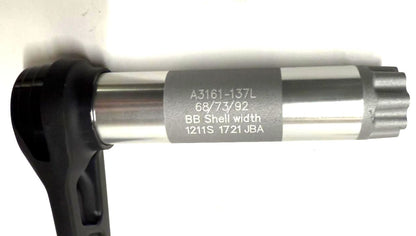 A3161-137L
68/73/92
BB Shell width
1211S 1721 JBA